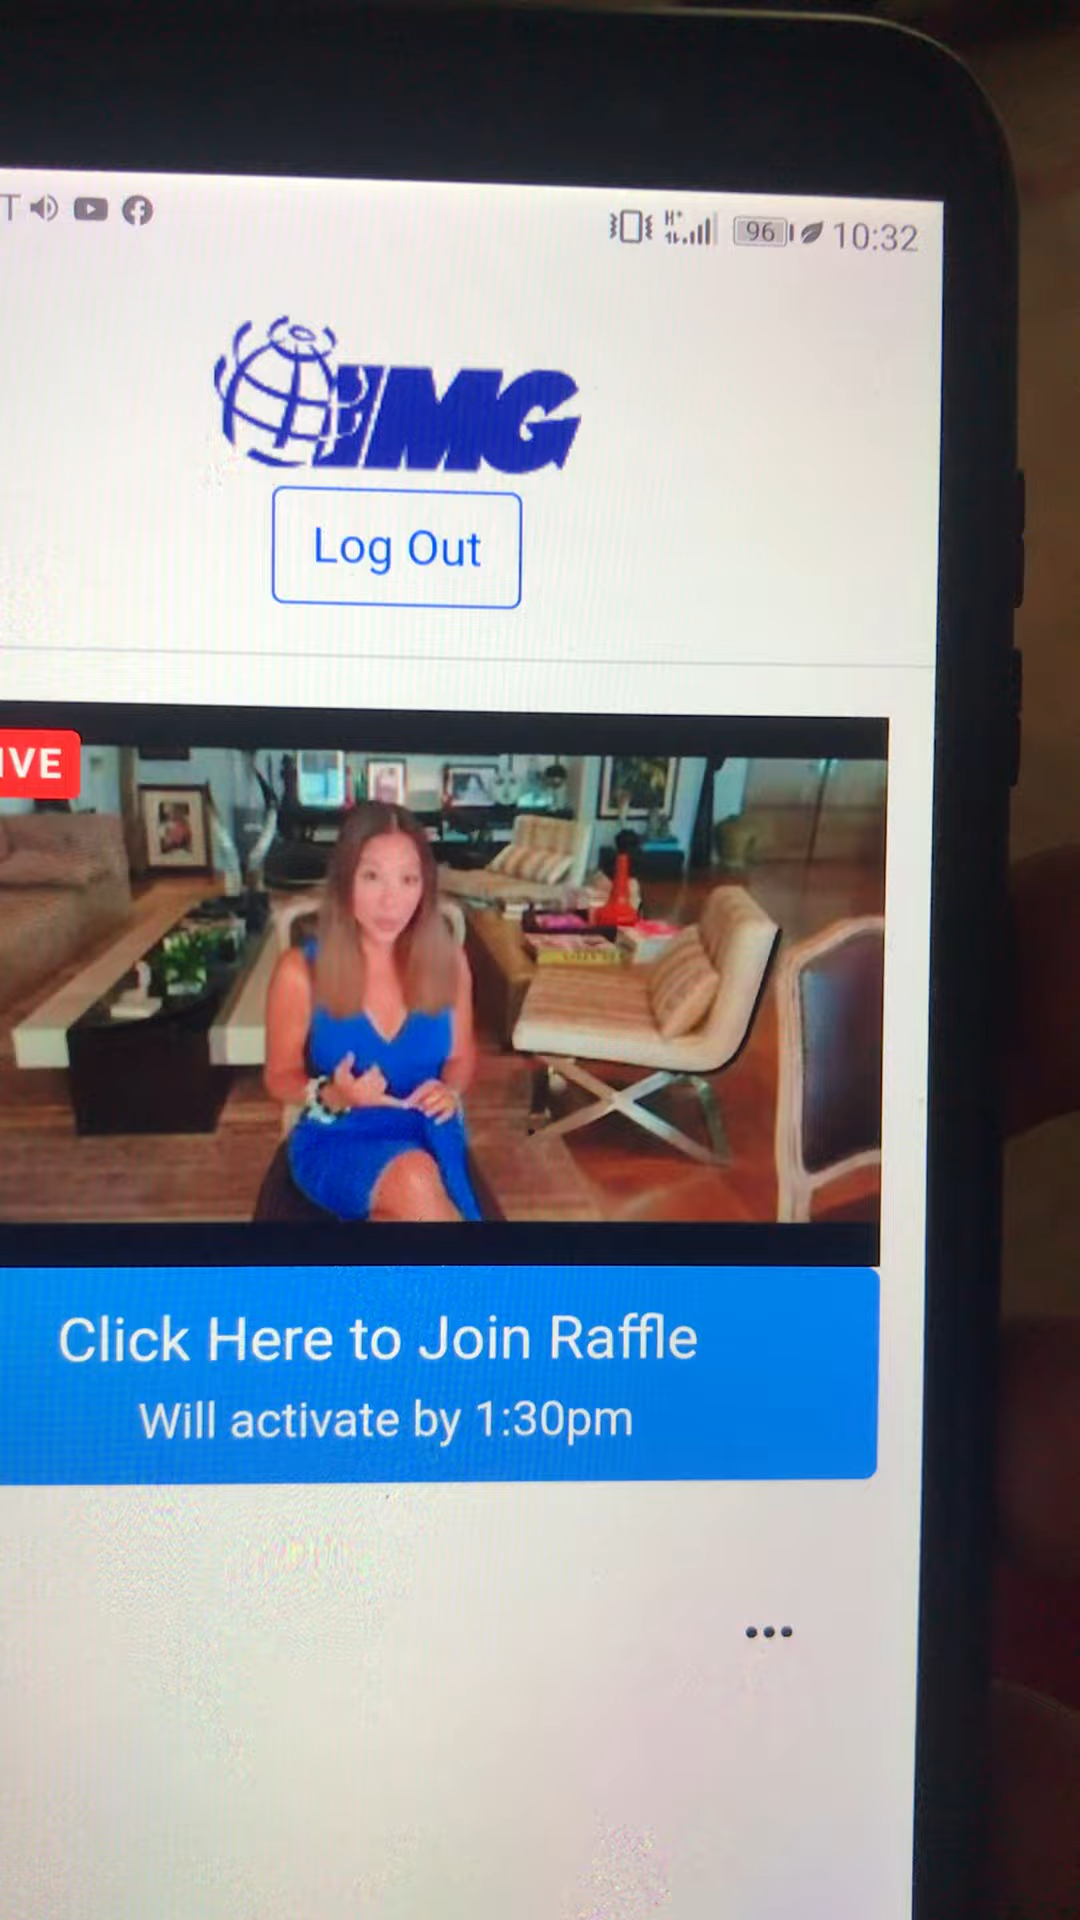 T
H+
96
10:32
IMG
Log Out
IVE
Click Here to Join Raffle
Will activate by 1:30pm